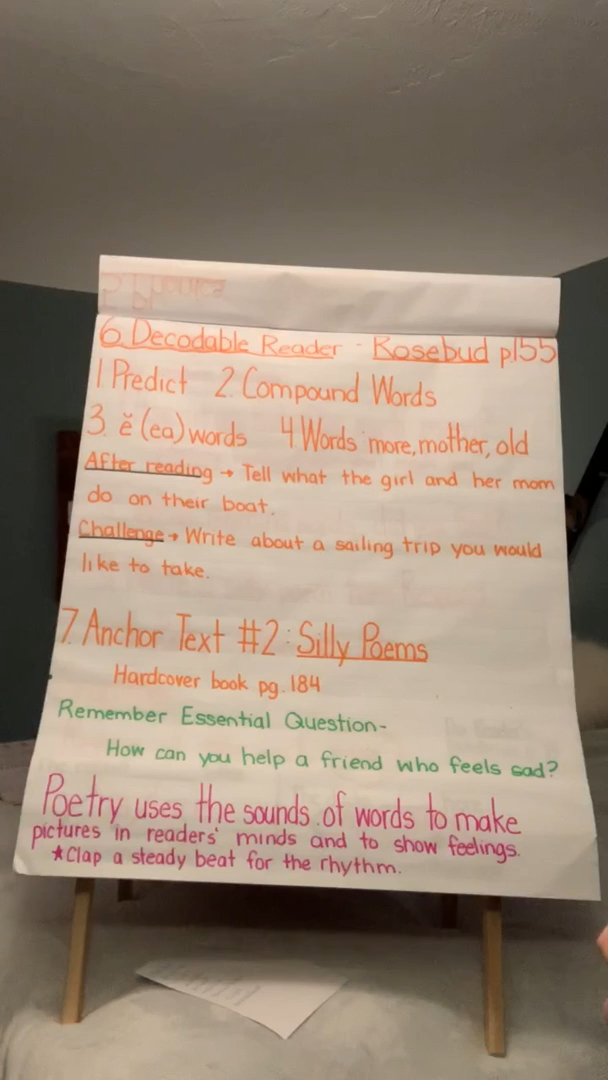 6. Decodable Reader - Rosebud p.155
1. Predict 2. Compound Words
3. ĕ (ea) words 4. Words more, mother, old
After reading → Tell what the girl and her mom
do on their boat.
Challenge → Write about a sailing trip you would
like to take.
7. Anchor Text #2: Silly Poems
Hardcover book pg. 184
Remember Essential Question-
How can you help a friend who feels sad?
Poetry uses the sounds of words to make
pictures in readers' minds and to show feelings.
★Clap a steady beat for the rhythm.